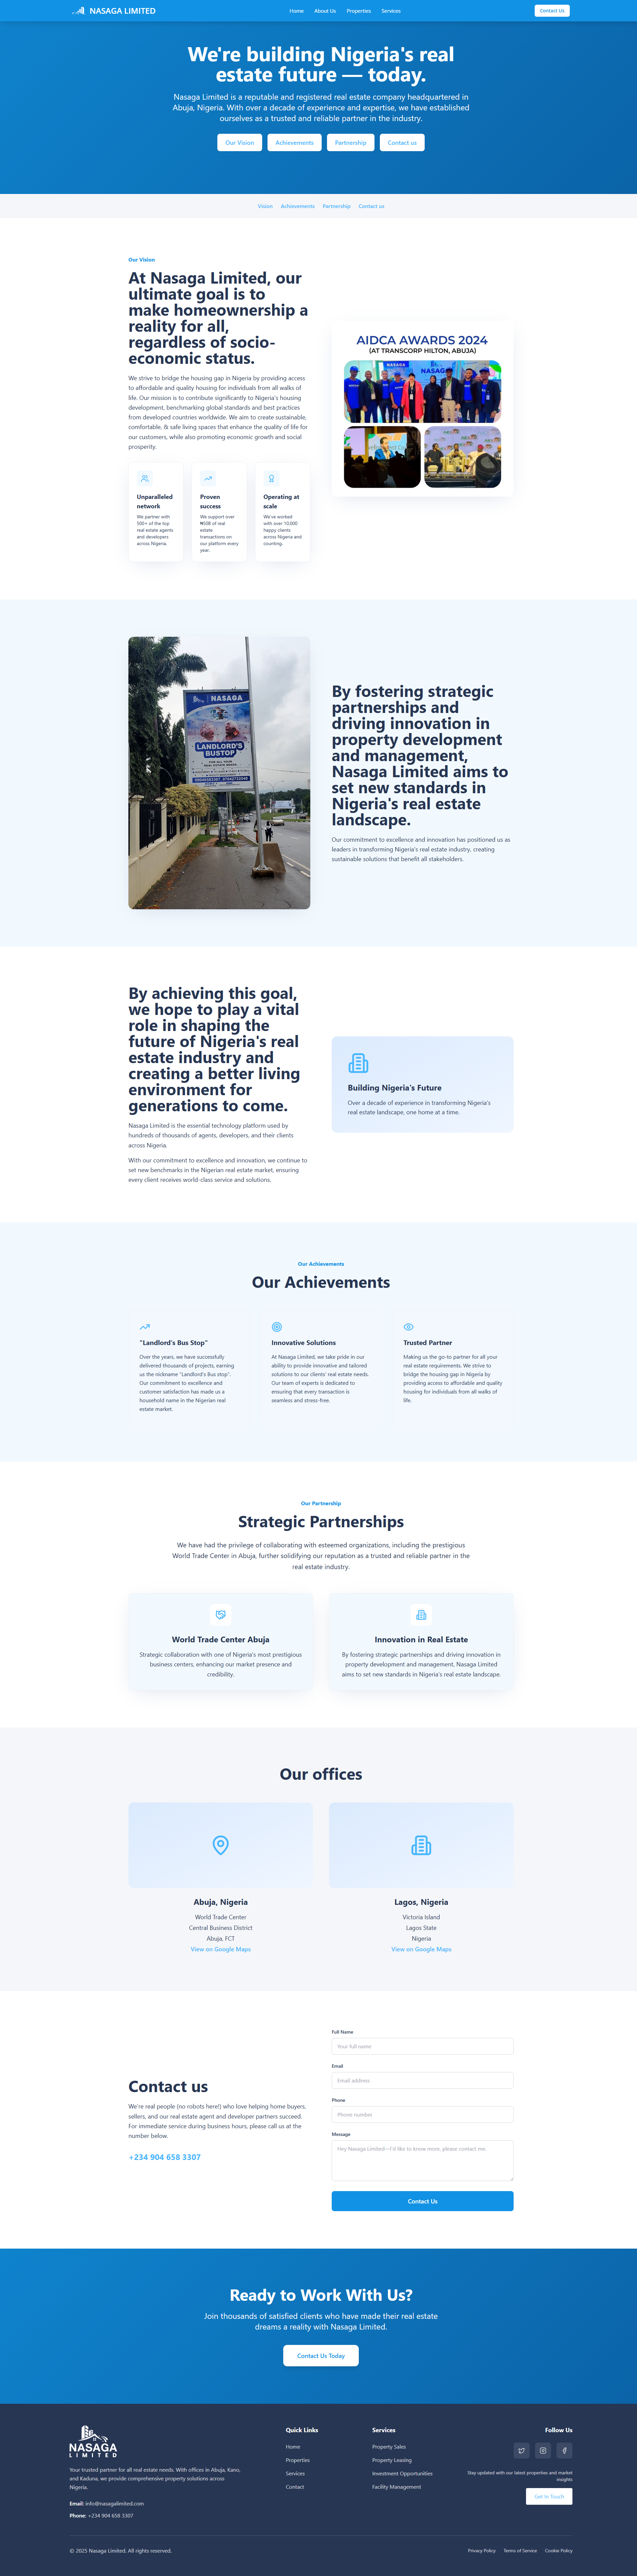 NASAGA LIMITED
Home About Us Properties Services
Contact Us
We're building Nigeria's real
estate future — today.
Nasaga Limited is a reputable and registered real estate company headquartered in
Abuja, Nigeria. With over a decade of experience and expertise, we have established
ourselves as a trusted and reliable partner in the industry.
Our Vision Achievements Partnership Contact us
Vision Achievements Partnership Contact us
Our Vision
At Nasaga Limited, our
ultimate goal is to
make homeownership a
reality for all,
regardless of socio-
economic status.
We strive to bridge the housing gap in Nigeria by providing access
to affordable and quality housing for individuals from all walks of
life. Our mission is to contribute significantly to Nigeria's housing
development, benchmarking global standards and best practices
from developed countries worldwide. We aim to create sustainable,
comfortable, & safe living spaces that enhance the quality of life for
our customers, while also promoting economic growth and social
prosperity.
Unparalleled
network
We partner with
500+ of the top
real estate agents
and developers
across Nigeria.
Proven
success
We support over
₦50B of real
estate
transactions on
our platform every
year.
Operating at
scale
We've worked
with over 10,000
happy clients
across Nigeria and
counting.
AIDCA AWARDS 2024
(AT TRANSCORP HILTON, ABUJA)
NASAGA
NASAGA
LANDLORD'S
BUSTOP
By fostering strategic
partnerships and
driving innovation in
property development
and management,
Nasaga Limited aims to
set new standards in
Nigeria's real estate
landscape.
Our commitment to excellence and innovation has positioned us as
leaders in transforming Nigeria's real estate industry, creating
sustainable solutions that benefit all stakeholders.
By achieving this goal,
we hope to play a vital
role in shaping the
future of Nigeria's real
estate industry and
creating a better living
environment for
generations to come.
Nasaga Limited is the essential technology platform used by
hundreds of thousands of agents, developers, and their clients
across Nigeria.
With our commitment to excellence and innovation, we continue to
set new benchmarks in the Nigerian real estate market, ensuring
every client receives world-class service and solutions.
Building Nigeria's Future
Over a decade of experience in transforming Nigeria's
real estate landscape, one home at a time.
Our Achievements
Our Achievements
"Landlord's Bus Stop"
Over the years, we have successfully
delivered thousands of projects, earning
us the nickname "Landlord's Bus stop".
Our commitment to excellence and
customer satisfaction has made us a
household name in the Nigerian real
estate market.
Innovative Solutions
At Nasaga Limited, we take pride in our
ability to provide innovative and tailored
solutions to our clients' real estate needs.
Our team of experts is dedicated to
ensuring that every transaction is
seamless and stress-free.
Trusted Partner
Making us the go-to partner for all your
real estate requirements. We strive to
bridge the housing gap in Nigeria by
providing access to affordable and quality
housing for individuals from all walks of
life.
Our Partnership
Strategic Partnerships
We have had the privilege of collaborating with esteemed organizations, including the prestigious
World Trade Center in Abuja, further solidifying our reputation as a trusted and reliable partner in the
real estate industry.
World Trade Center Abuja
Strategic collaboration with one of Nigeria's most prestigious
business centers, enhancing our market presence and
credibility.
Innovation in Real Estate
By fostering strategic partnerships and driving innovation in
property development and management, Nasaga Limited
aims to set new standards in Nigeria's real estate landscape.
Our offices
Abuja, Nigeria
World Trade Center
Central Business District
Abuja, FCT
View on Google Maps
Lagos, Nigeria
Victoria Island
Lagos State
Nigeria
View on Google Maps
Contact us
We're real people (no robots here!) who love helping home buyers,
sellers, and our real estate agent and developer partners succeed.
For immediate service during business hours, please call us at the
number below.
+234 904 658 3307
Full Name
Your full name
Email
Email address
Phone
Phone number
Message
Hey Nasaga Limited—I'd like to know more, please contact me.
Contact Us
Ready to Work With Us?
Join thousands of satisfied clients who have made their real estate
dreams a reality with Nasaga Limited.
Contact Us Today
NASAGA
LIMITED
Your trusted partner for all real estate needs. With offices in Abuja, Kano,
and Kaduna, we provide comprehensive property solutions across
Nigeria.
Email: info@nasagalimited.com
Phone: +234 904 658 3307
Quick Links
Home
Properties
Services
Contact
Services
Property Sales
Property Leasing
Investment Opportunities
Facility Management
Follow Us
Stay updated with our latest properties and market
insights
Get In Touch
© 2025 Nasaga Limited. All rights reserved.
Privacy Policy Terms of Service Cookie Policy